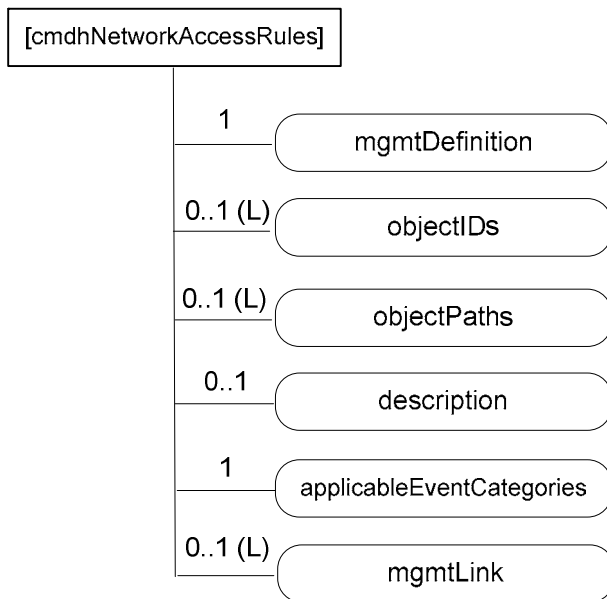 [cmdhNetworkAccessRules]
1
mgmtDefinition
0..1 (L)
objectIDs
0..1 (L)
objectPaths
0..1
description
1
applicableEventCategories
0..1 (L)
mgmtLink